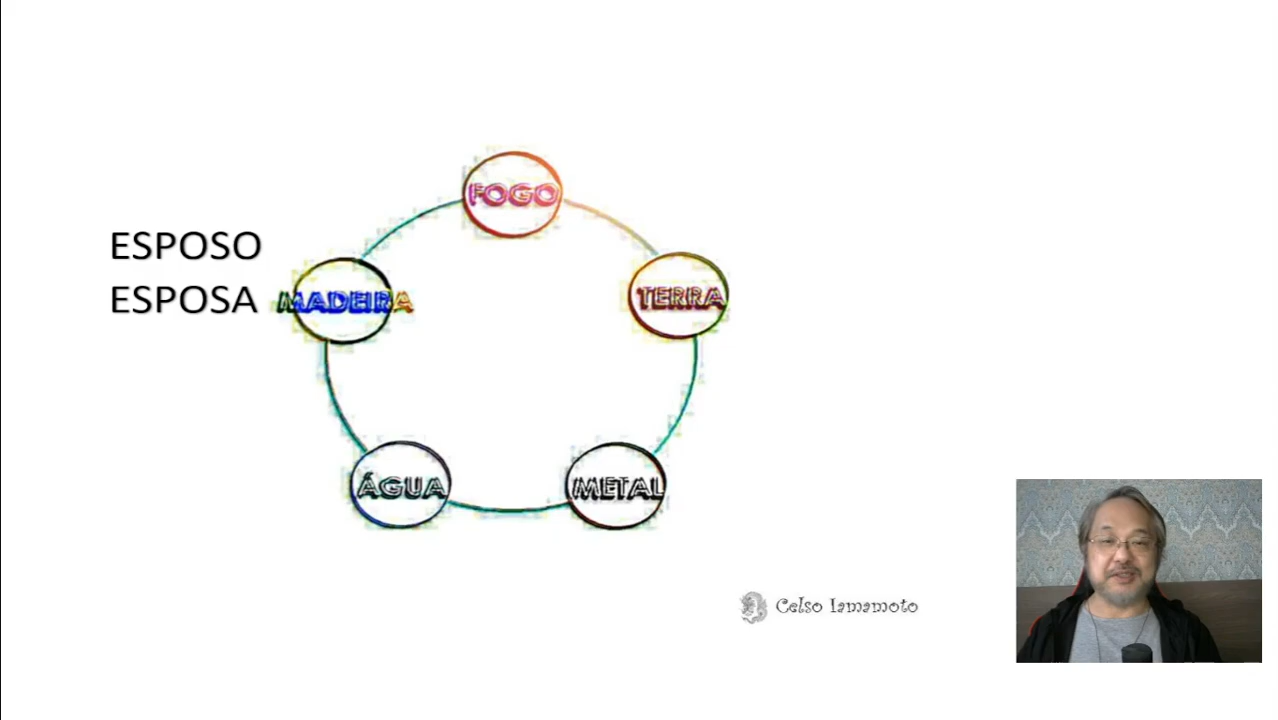 FOGO
ESPOSO
TERRA
ESPOSA
MADEIRA
ÁGUA
METAL
Celso Iamamoto